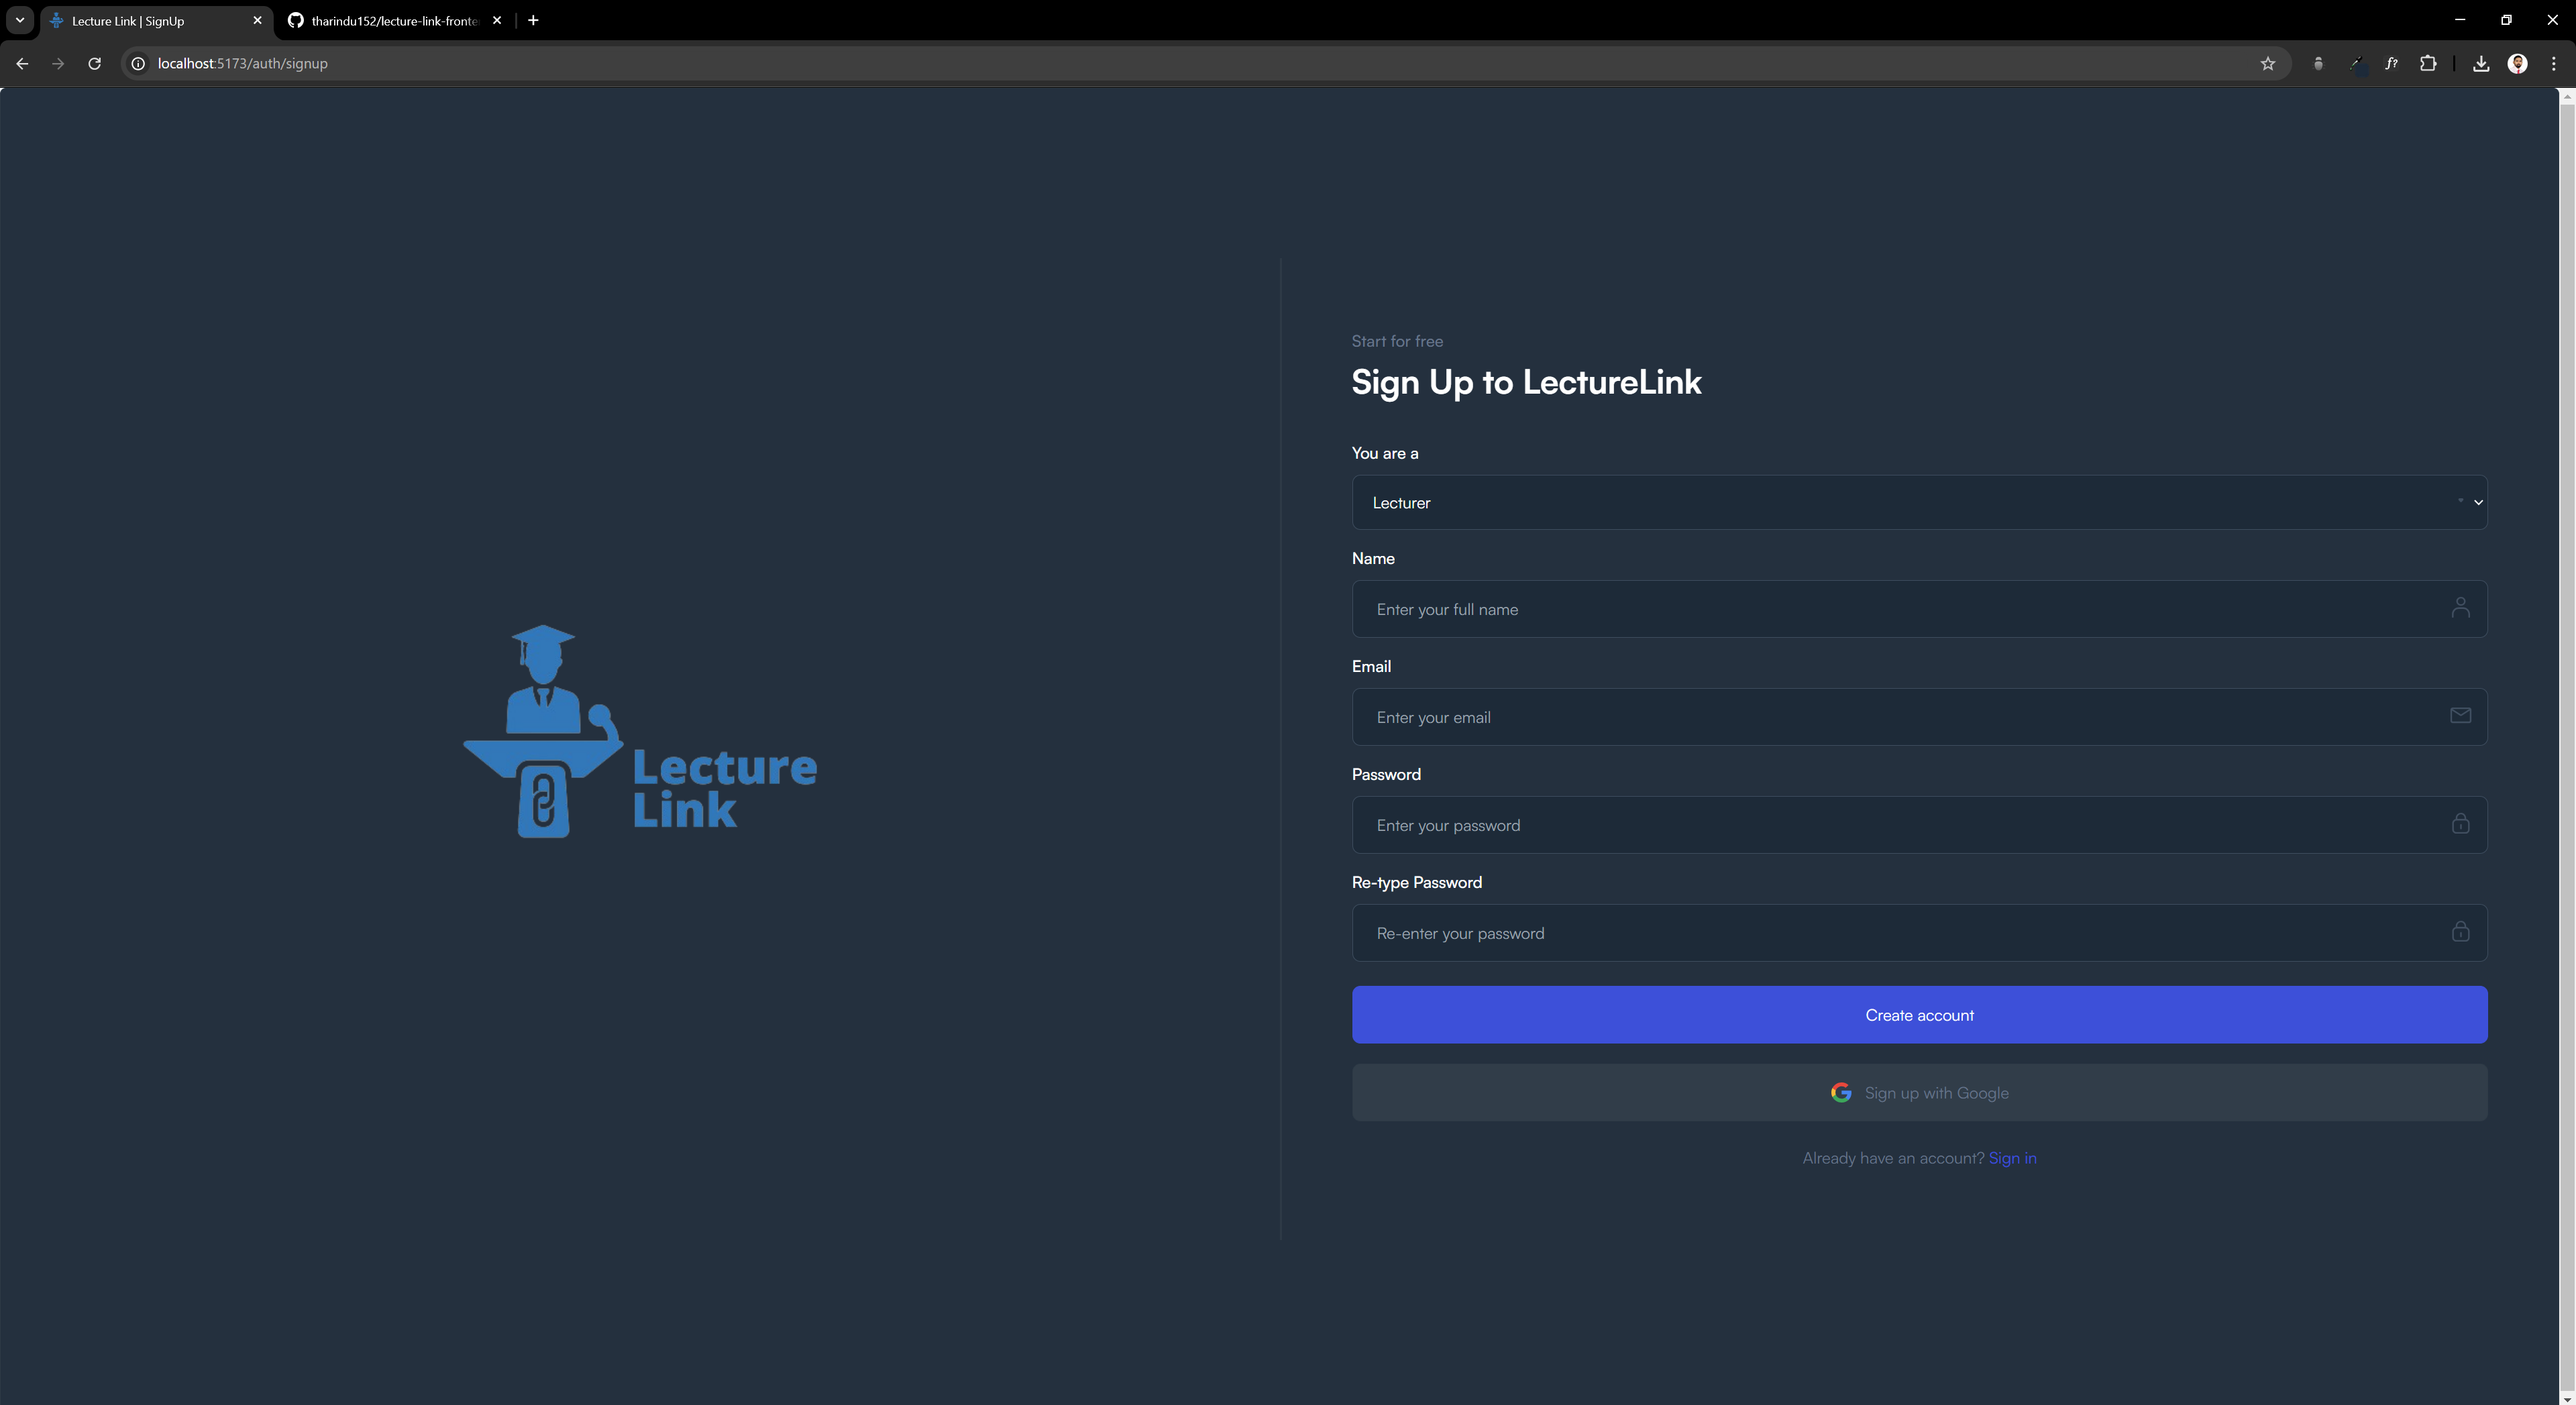 Lecture Link | SignUp
tharindu152/lecture-link-fronte
localhost:5173/auth/signup
f?
Start for free
Sign Up to LectureLink
You are a
Lecturer
Name
Enter your full name
Email
Enter your email
Password
Enter your password
Re-type Password
Re-enter your password
Create account
Sign up with Google
Already have an account? Sign in
Lecture
Link